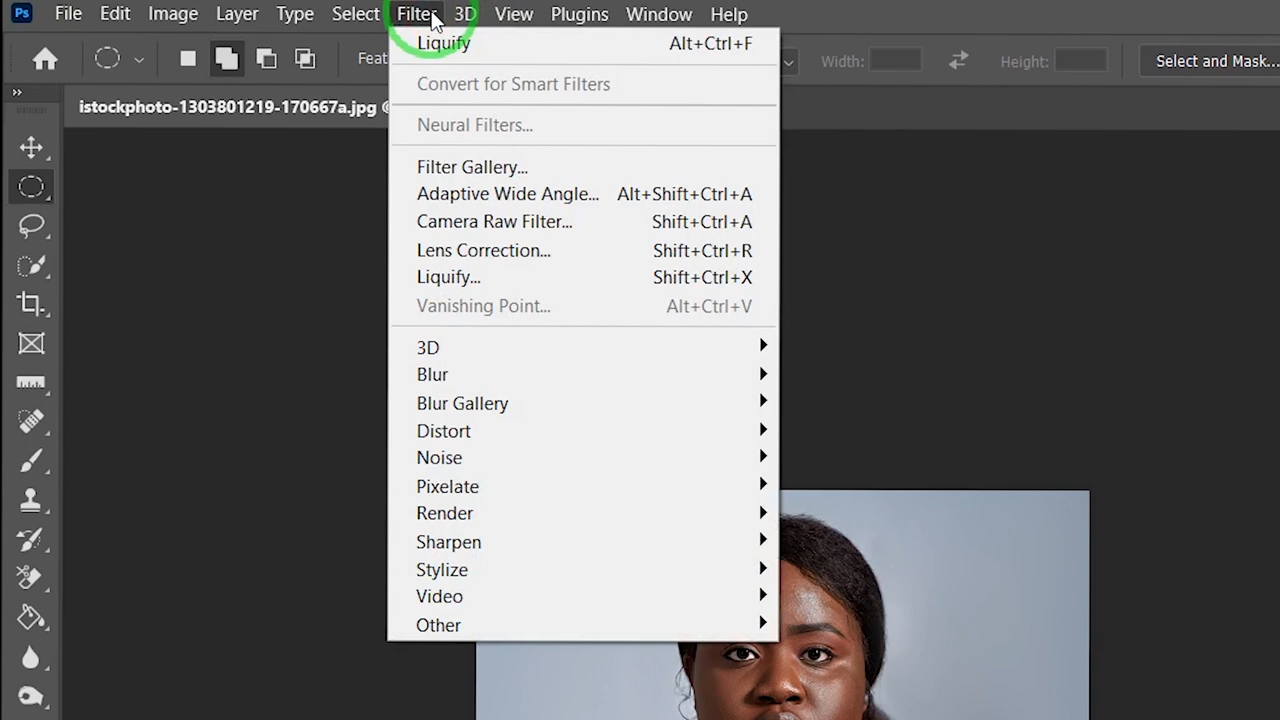 Ps File Edit Image Layer Type Select Filter 3D View Plugins Window Help
Width: Height: Select and Mask...
istockphoto-1303801219-170667a.jpg
Liquify Alt+Ctrl+F
Convert for Smart Filters
Neural Filters...
Filter Gallery...
Adaptive Wide Angle... Alt+Shift+Ctrl+A
Camera Raw Filter... Shift+Ctrl+A
Lens Correction... Shift+Ctrl+R
Liquify... Shift+Ctrl+X
Vanishing Point... Alt+Ctrl+V
3D
Blur
Blur Gallery
Distort
Noise
Pixelate
Render
Sharpen
Stylize
Video
Other